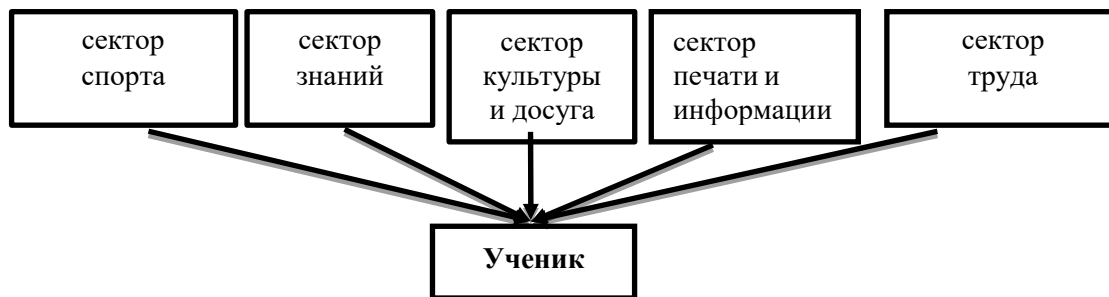 сектор
спорта
сектор
знаний
сектор
культуры
и досуга
сектор
печати и
информации
сектор
труда
Ученик